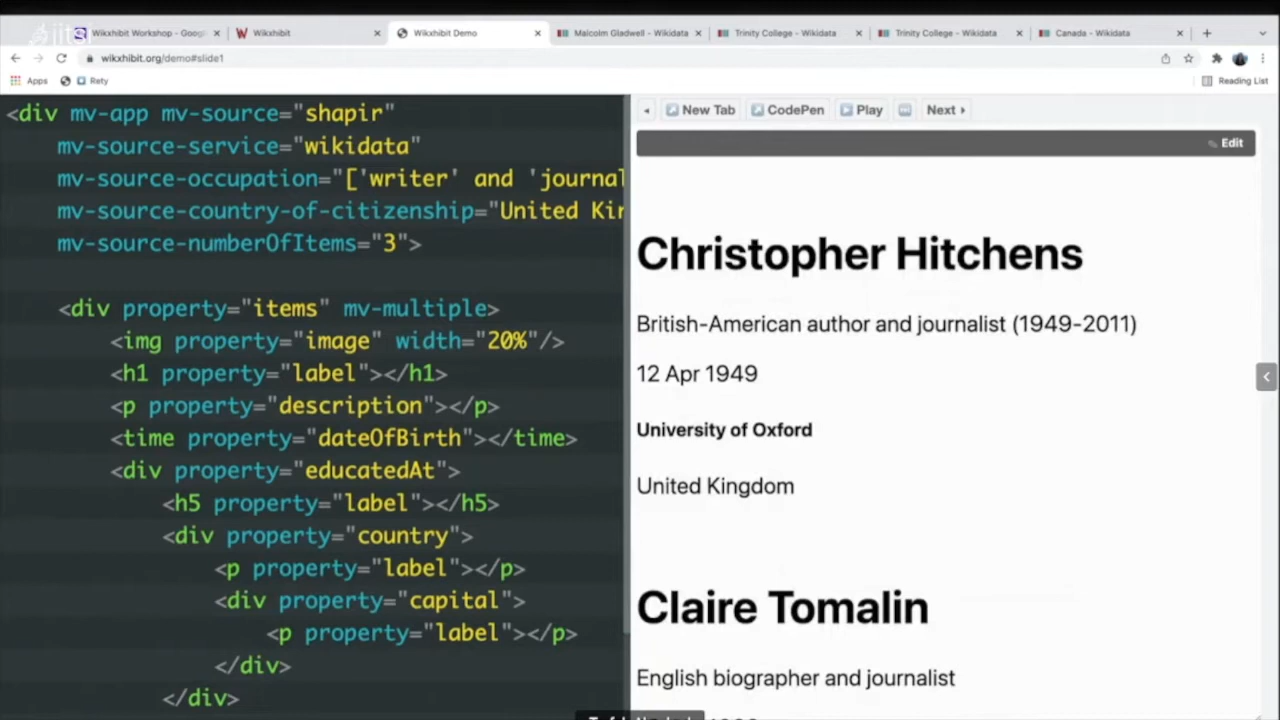 Wikxhibit Workshop - Goog
Wikxhibit
Wikxhibit Demo
Malcolm Gladwell - Wikidata
Trinity College - Wikidata
Trinity College - Wikidata
Canada - Wikidata
wikxhibit.org/demo#slide1
Apps
Rety
Reading List
<div mv-app mv-source="shapir"
mv-source-service="wikidata"
mv-source-occupation="['writer' and 'journal
mv-source-country-of-citizenship="United Kin
mv-source-numberOfItems="3">
<div property="items" mv-multiple>
<img property="image" width="20%"/>
<h1 property="label"></h1>
<p property="description"></p>
<time property="dateOfBirth"></time>
<div property="educatedAt">
<h5 property="label"></h5>
<div property="country">
<p property="label"></p>
<div property="capital">
<p property="label"></p>
</div>
</div>
New Tab
CodePen
Play
Next
Edit
Christopher Hitchens
British-American author and journalist (1949-2011)
12 Apr 1949
University of Oxford
United Kingdom
Claire Tomalin
English biographer and journalist